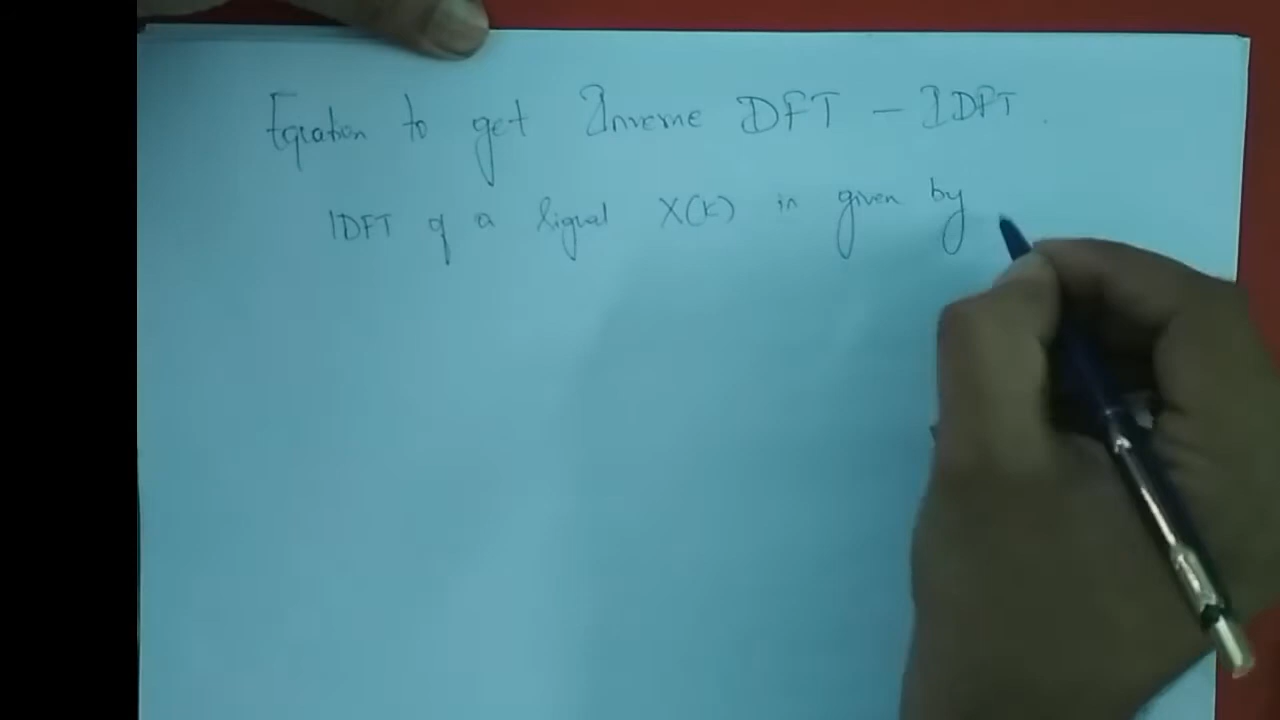 Equation to get Inverse DFT - IDFT.
IDFT of a signal X(k) is given by